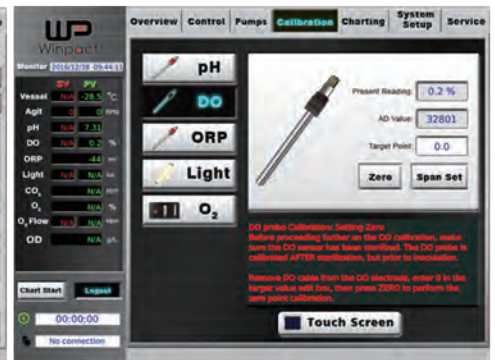 WP
Winpact
Monitor 2016/12/28 09:44:11
SV PV
Vessel N/A -28.5 °C
Agit 0 0 RPM
pH N/A 7.31
DO N/A 0.2 %
ORP -44 mV
Light N/A N/A lux
CO₂ N/A
O₂ N/A %
O₂ Flow N/A N/A
OD N/A
Chart Start Logout
00:00:00
No connection
Overview Control Pumps Calibration Charting System Setup Service
pH
DO
ORP
Light
O₂
Present Reading: 0.2 %
AD Value: 32801
Target Point: 0.0
Zero Span Set
DO probe Calibration: Setting Zero
Before proceeding further on the DO calibration, make
sure the DO sensor has been sterilized. The DO probe is
calibrated AFTER sterilization, but prior to inoculation.
Remove DO cable from the DO electrode, enter 0 in the
target value edit box, then press ZERO to perform the
zero point calibration.
Touch Screen